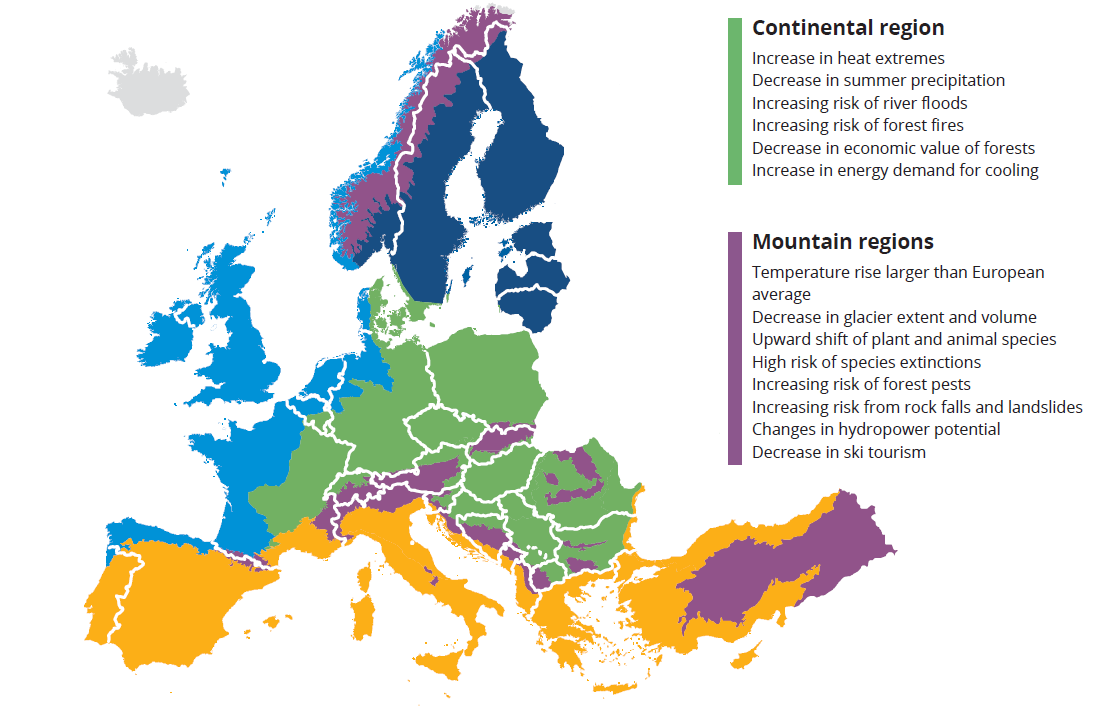 Continental region
Increase in heat extremes
Decrease in summer precipitation
Increasing risk of river floods
Increasing risk of forest fires
Decrease in economic value of forests
Increase in energy demand for cooling
Mountain regions
Temperature rise larger than European
average
Decrease in glacier extent and volume
Upward shift of plant and animal species
High risk of species extinctions
Increasing risk of forest pests
Increasing risk from rock falls and landslides
Changes in hydropower potential
Decrease in ski tourism